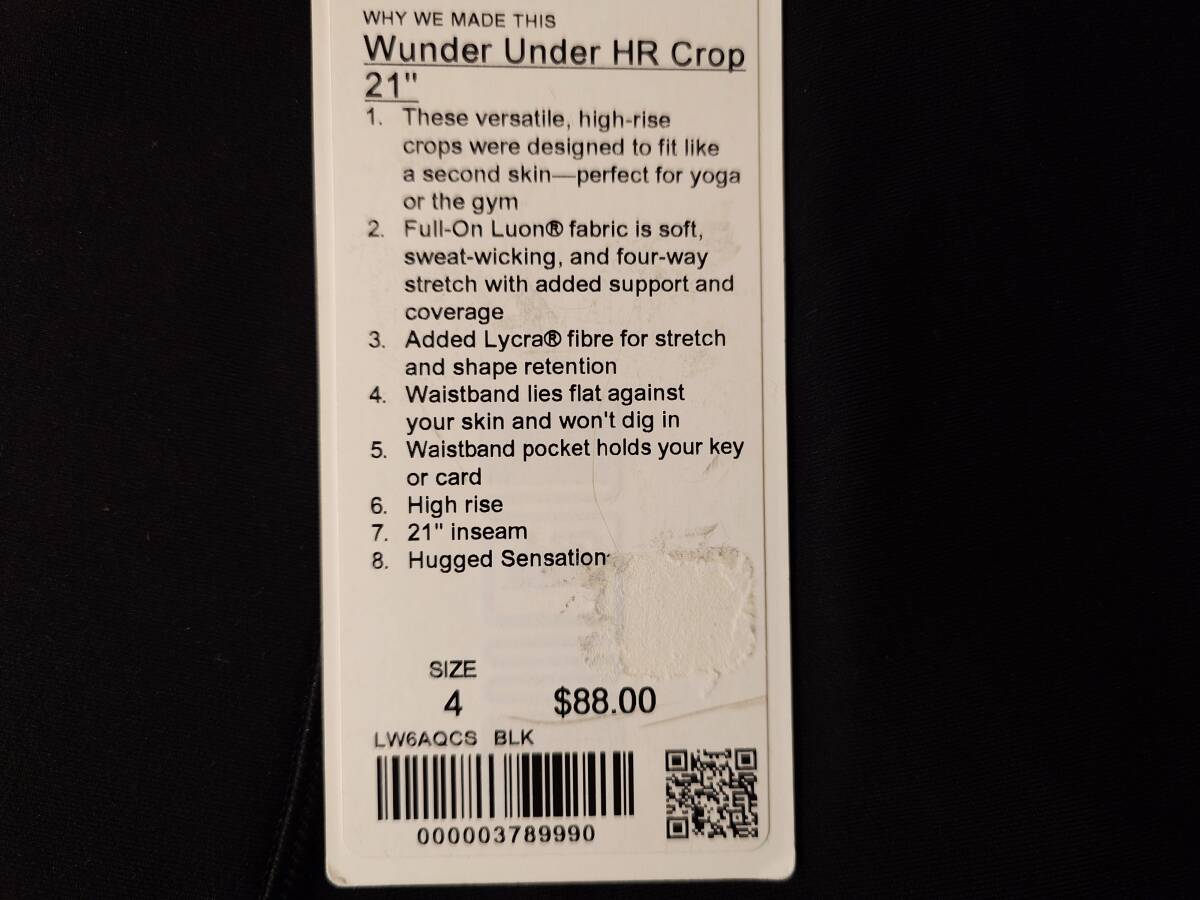 WHY WE MADE THIS
Wunder Under HR Crop
21"
1. These versatile, high-rise
crops were designed to fit like
a second skin—perfect for yoga
or the gym
2. Full-On Luon® fabric is soft,
sweat-wicking, and four-way
stretch with added support and
coverage
3. Added Lycra® fibre for stretch
and shape retention
4. Waistband lies flat against
your skin and won't dig in
5. Waistband pocket holds your key
or card
6. High rise
7. 21" inseam
8. Hugged Sensation
SIZE
4 $88.00
LW6AQCS BLK
000003789990